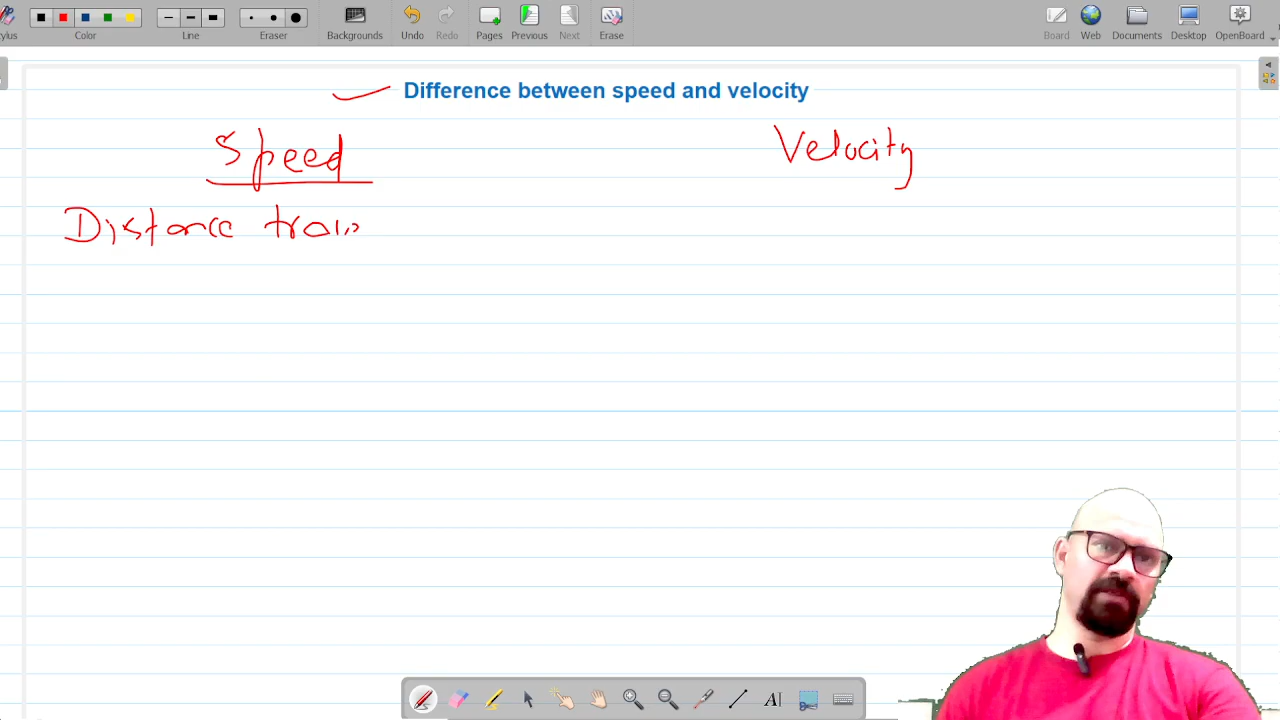 Stylus
Color
Line
Eraser
Backgrounds
Undo
Redo
Pages
Previous
Next
Erase
Board
Web
Documents
Desktop
OpenBoard
Difference between speed and velocity
Speed
Velocity
Distance